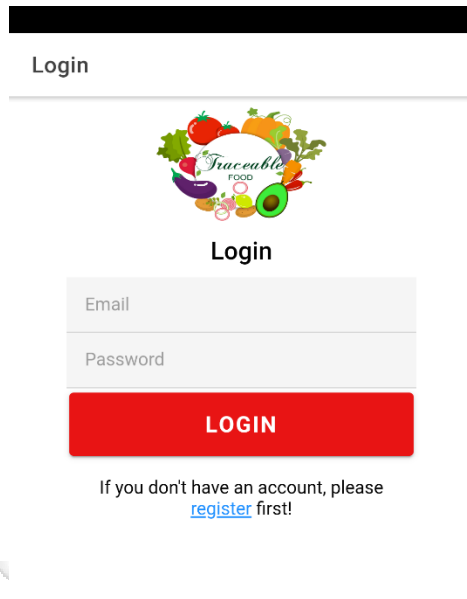 Login
Traceable
FOOD
Login
Email
Password
LOGIN
If you don't have an account, please
register first!